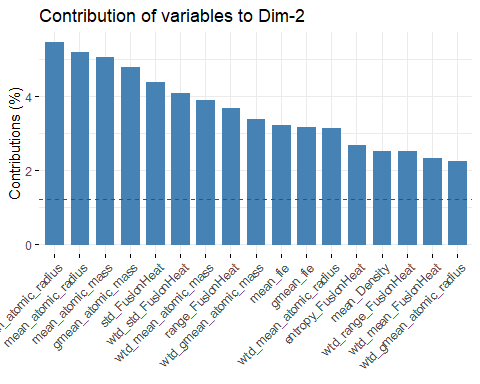 Contribution of variables to Dim-2
Contributions (%)
4
2
0
n_atomic_radius
mean_atomic_radius
mean_atomic_mass
gmean_atomic_mass
std_FusionHeat
wtd_std_FusionHeat
wtd_mean_atomic_mass
range_FusionHeat
wtd_gmean_atomic_mass
mean_fie
gmean_fie
wtd_mean_atomic_radius
entropy_FusionHeat
mean_Density
wtd_range_FusionHeat
wtd_mean_FusionHeat
wtd_gmean_atomic_radius